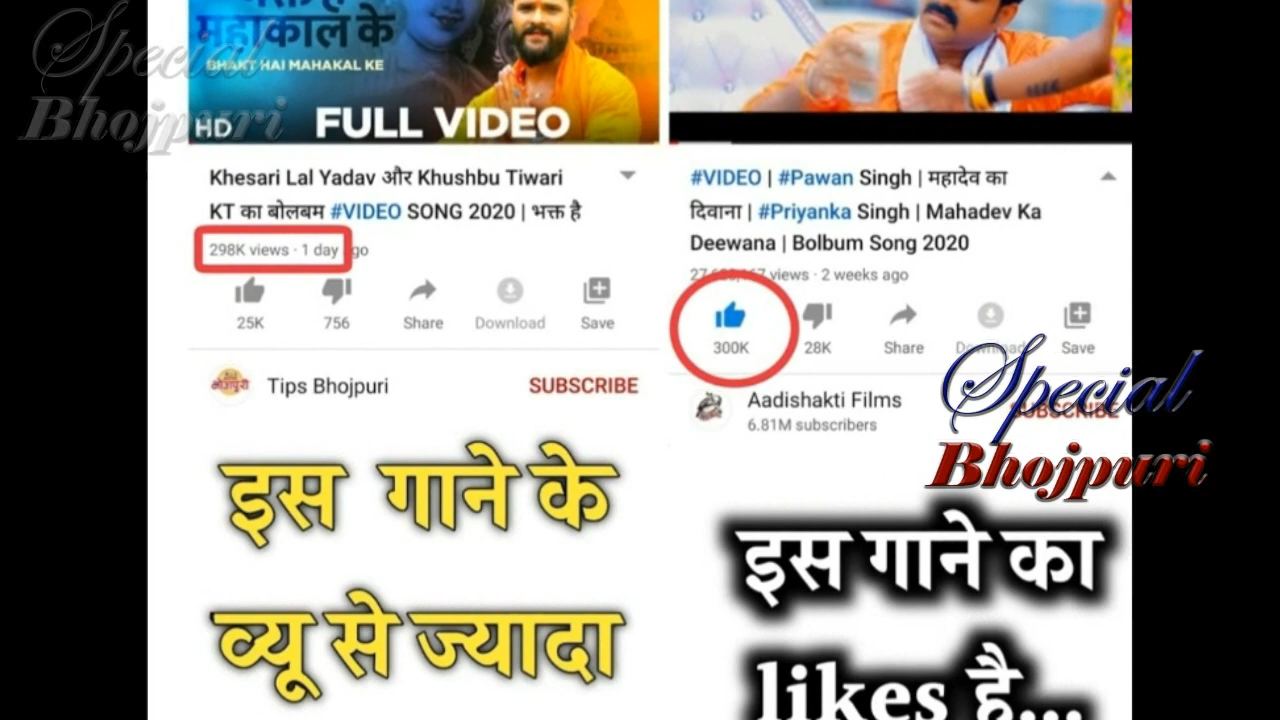 Special
Bhojpuri
महाकाल के
BHAKT HAI MAHAKAL KE
HD FULL VIDEO
Khesari Lal Yadav और Khushbu Tiwari
KT का बोलबम #VIDEO SONG 2020 | भक्त है
298K views · 1 day go
25K 756 Share Download Save
Tips Bhojpuri SUBSCRIBE
इस गाने के
व्यू से ज्यादा
#VIDEO | #Pawan Singh | महादेव का
दिवाना | #Priyanka Singh | Mahadev Ka
Deewana | Bolbum Song 2020
views · 2 weeks ago
300K 28K Share Download Save
Aadishakti Films SUBSCRIBE
6.81M subscribers
Special
Bhojpuri
इस गाने का
likes है...